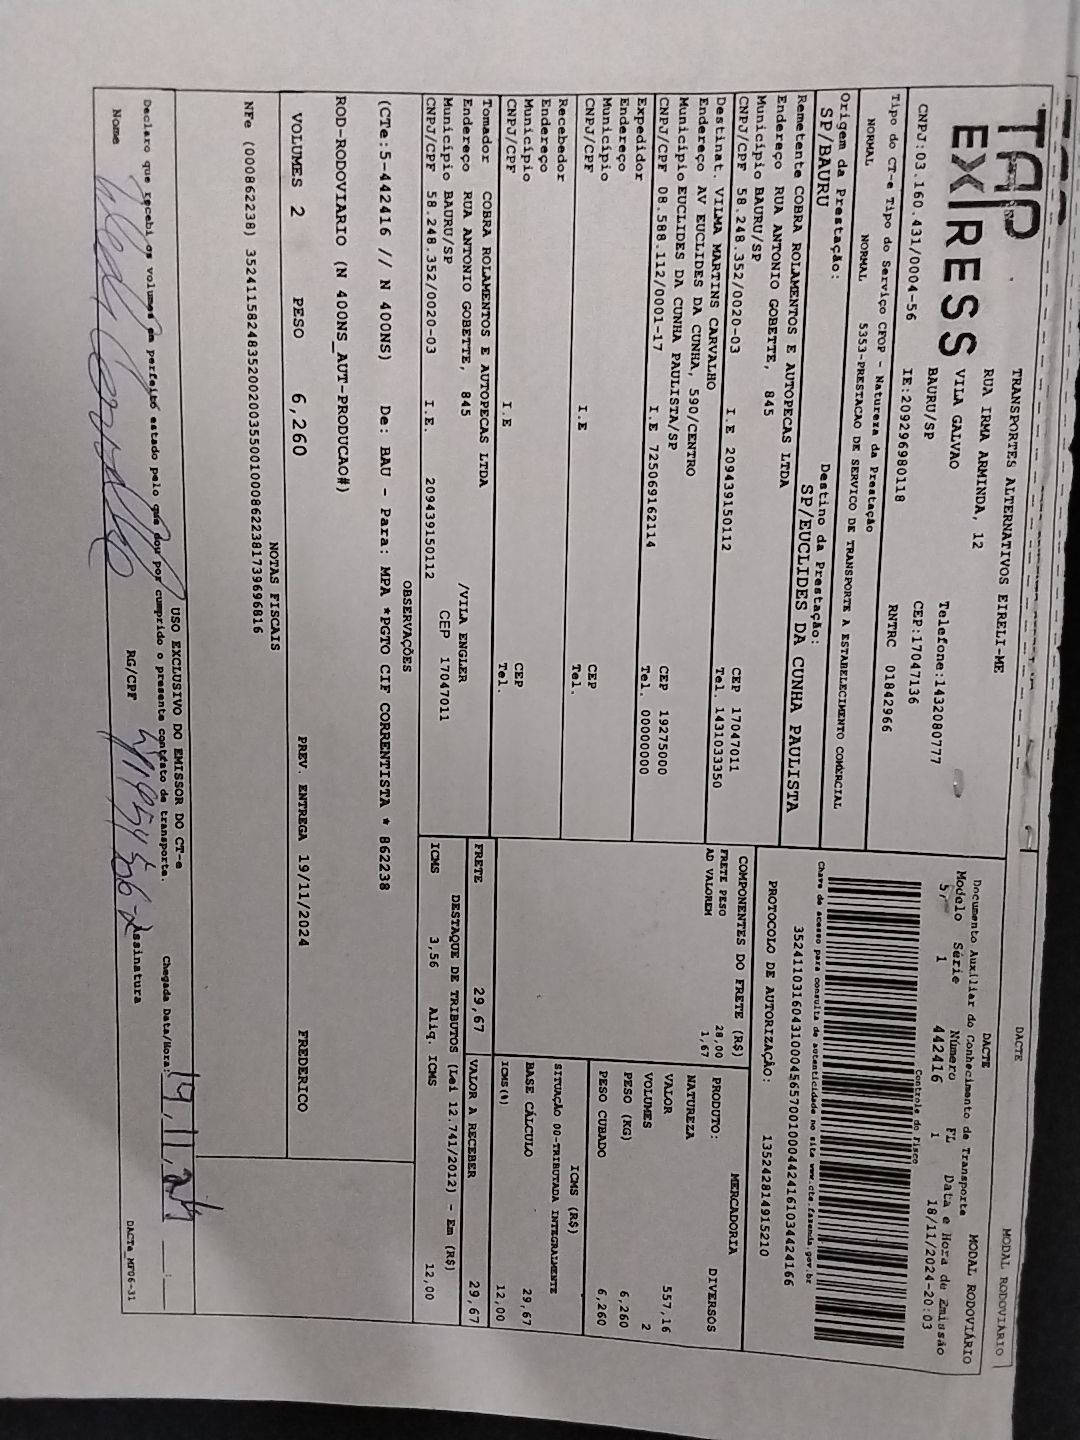 TAP
EXPRESS
TRANSPORTES ALTERNATIVOS EIRELI-ME
RUA IRMA ARMINDA, 12
VILA GALVAO
BAURU/SP
Telefone:1432080777
CEP:17047136
CNPJ:03.160.431/0004-56 IE:209296980118 RNTRC 01842966
DACTE MODAL RODOVIÁRIO
DACTE
Documento Auxiliar do Conhecimento de Transporte MODAL RODOVIÁRIO
Modelo Série Número FL Data e Hora de Emissão
57 1 442416 1 18/11/2024-20:03
Controle do Fisco
Chave de acesso para consulta de autenticidade no site www.cte.fazenda.gov.br
35241103160431000456570010004424161034424166
PROTOCOLO DE AUTORIZAÇÃO: 135242814915210
Tipo do CT-e Tipo do Serviço CFOP - Natureza da Prestação
NORMAL NORMAL 5353-PRESTACAO DE SERVICO DE TRANSPORTE A ESTABELECIMENTO COMERCIAL
Origem da Prestação: Destino da Prestação:
SP/BAURU SP/EUCLIDES DA CUNHA PAULISTA
Remetente COBRA ROLAMENTOS E AUTOPECAS LTDA
Endereço RUA ANTONIO GOBETTE, 845
Município BAURU/SP CEP 17047011
CNPJ/CPF 58.248.352/0020-03 I.E 209439150112 Tel. 1431033350
Destinat. VILMA MARTINS CARVALHO
Endereço AV EUCLIDES DA CUNHA, 590/CENTRO
Município EUCLIDES DA CUNHA PAULISTA/SP CEP 19275000
CNPJ/CPF 08.588.112/0001-17 I.E 725069162114 Tel. 00000000
Expedidor
Endereço
Município CEP
CNPJ/CPF I.E Tel.
Recebedor
Endereço
Município CEP
CNPJ/CPF I.E Tel.
Tomador COBRA ROLAMENTOS E AUTOPECAS LTDA
Endereço RUA ANTONIO GOBETTE, 845 /VILA ENGLER
Município BAURU/SP CEP 17047011
CNPJ/CPF 58.248.352/0020-03 I.E. 209439150112
COMPONENTES DO FRETE (R$)
FRETE PESO 28,00
AD VALOREM 1,67
MERCADORIA
PRODUTO: DIVERSOS
NATUREZA
VALOR 557,16
VOLUMES 2
PESO (KG) 6,260
PESO CUBADO 6,260
ICMS (R$)
SITUAÇÃO 00-TRIBUTADA INTEGRALMENTE
BASE CÁLCULO 29,67
ICMS(%) 12,00
FRETE 29,67 VALOR A RECEBER 29,67
DESTAQUE DE TRIBUTOS (Lei 12.741/2012) - Em (R$)
ICMS 3,56 Aliq. ICMS 12,00
OBSERVAÇÕES
(CTe:5-442416 // N 400NS) De: BAU - Para: MPA *PGTO CIF CORRENTISTA * 862238
ROD-RODOVIARIO (N 400NS_AUT-PRODUCAO#)
VOLUMES 2 PESO 6,260 PREV. ENTREGA 19/11/2024 FREDERICO
NOTAS FISCAIS
NFe (000862238) 35241158248352002003550010008622381739696816
USO EXCLUSIVO DO EMISSOR DO CT-e
Declaro que recebi os volumes em perfeito estado pelo que dou por cumprido o presente contrato de transporte. Chegada Data/Hora: 19,11,24 __:__
Nome RG/CPF Assinatura DACTe_MF06-31